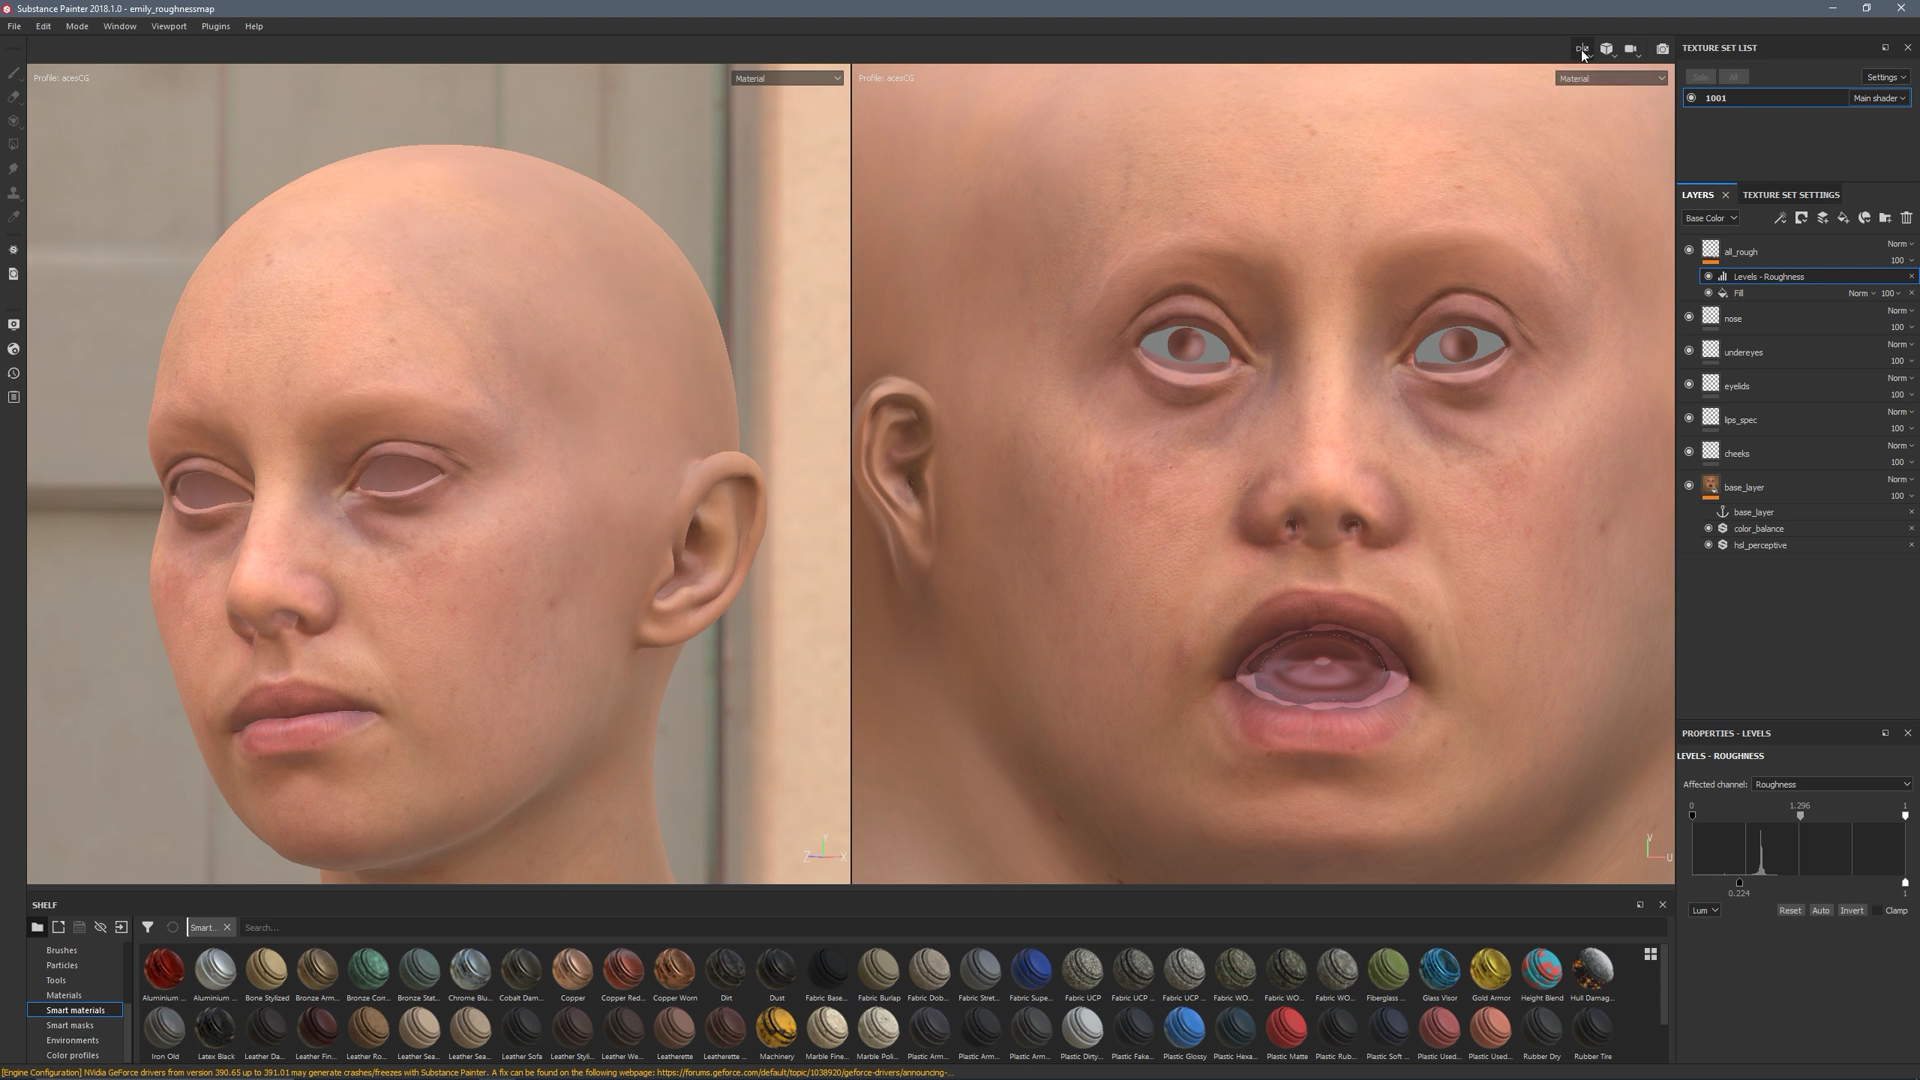 Substance Painter 2018.1.0 - emily_roughnessmap
File Edit Mode Window Viewport Plugins Help
Profile: acesCG
Material
Profile: acesCG
Material
TEXTURE SET LIST
Solo All Settings
1001 Main shader
LAYERS TEXTURE SET SETTINGS
Base Color
all_rough Norm 100
Levels - Roughness
Fill Norm 100
nose Norm 100
undereyes Norm 100
eyelids Norm 100
lips_spec Norm 100
cheeks Norm 100
base_layer Norm 100
base_layer
color_balance
hsl_perceptive
PROPERTIES - LEVELS
LEVELS - ROUGHNESS
Affected channel: Roughness
0 1.296 1
0.224 1
Lum Reset Auto Invert Clamp
Z Y X
V U
SHELF
Smart... Search...
Brushes
Particles
Tools
Materials
Smart materials
Smart masks
Environments
Color profiles
Aluminium ... Aluminium ... Bone Stylized Bronze Arm... Bronze Corr... Bronze Stat... Chrome Blu... Cobalt Dam... Copper Copper Red... Copper Worn Dirt Dust Fabric Base... Fabric Burlap Fabric Dob... Fabric Stret... Fabric Supe... Fabric UCP Fabric UCP ... Fabric UCP ... Fabric WO... Fabric WO... Fabric WO... Fiberglass ... Glass Visor Gold Armor Height Blend Hull Damag...
Iron Old Latex Black Leather Da... Leather Fin... Leather Ro... Leather Sea... Leather Sea... Leather Sofa Leather Styli... Leather We... Leatherette Leatherette ... Machinery Marble Fine... Marble Poli... Plastic Arm... Plastic Arm... Plastic Arm... Plastic Dirty... Plastic Fake... Plastic Glossy Plastic Hexa... Plastic Matte Plastic Rub... Plastic Soft ... Plastic Used... Plastic Used... Rubber Dry Rubber Tire
[Engine Configuration] NVidia GeForce drivers from version 390.65 up to 391.01 may generate crashes/freezes with Substance Painter. A fix can be found on the following webpage: https://forums.geforce.com/default/topic/1038920/geforce-drivers/announcing-...